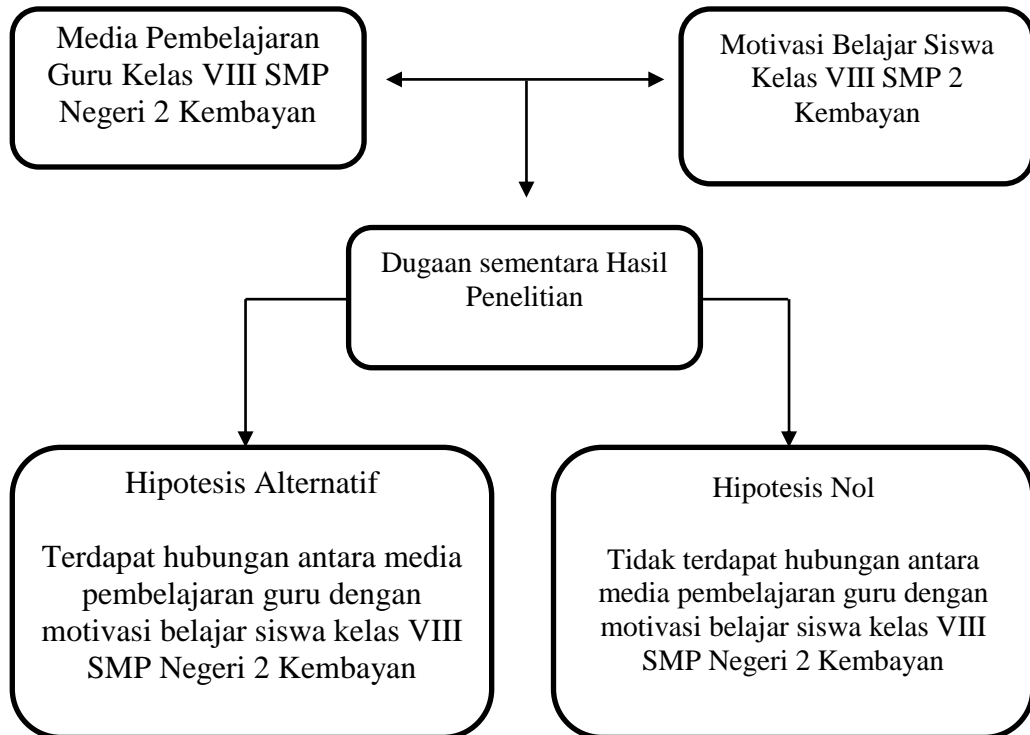 Media Pembelajaran
Guru Kelas VIII SMP
Negeri 2 Kembayan
Motivasi Belajar Siswa
Kelas VIII SMP 2
Kembayan
Dugaan sementara Hasil
Penelitian
Hipotesis Alternatif
Terdapat hubungan antara media
pembelajaran guru dengan
motivasi belajar siswa kelas VIII
SMP Negeri 2 Kembayan
Hipotesis Nol
Tidak terdapat hubungan antara
media pembelajaran guru dengan
motivasi belajar siswa kelas VIII
SMP Negeri 2 Kembayan